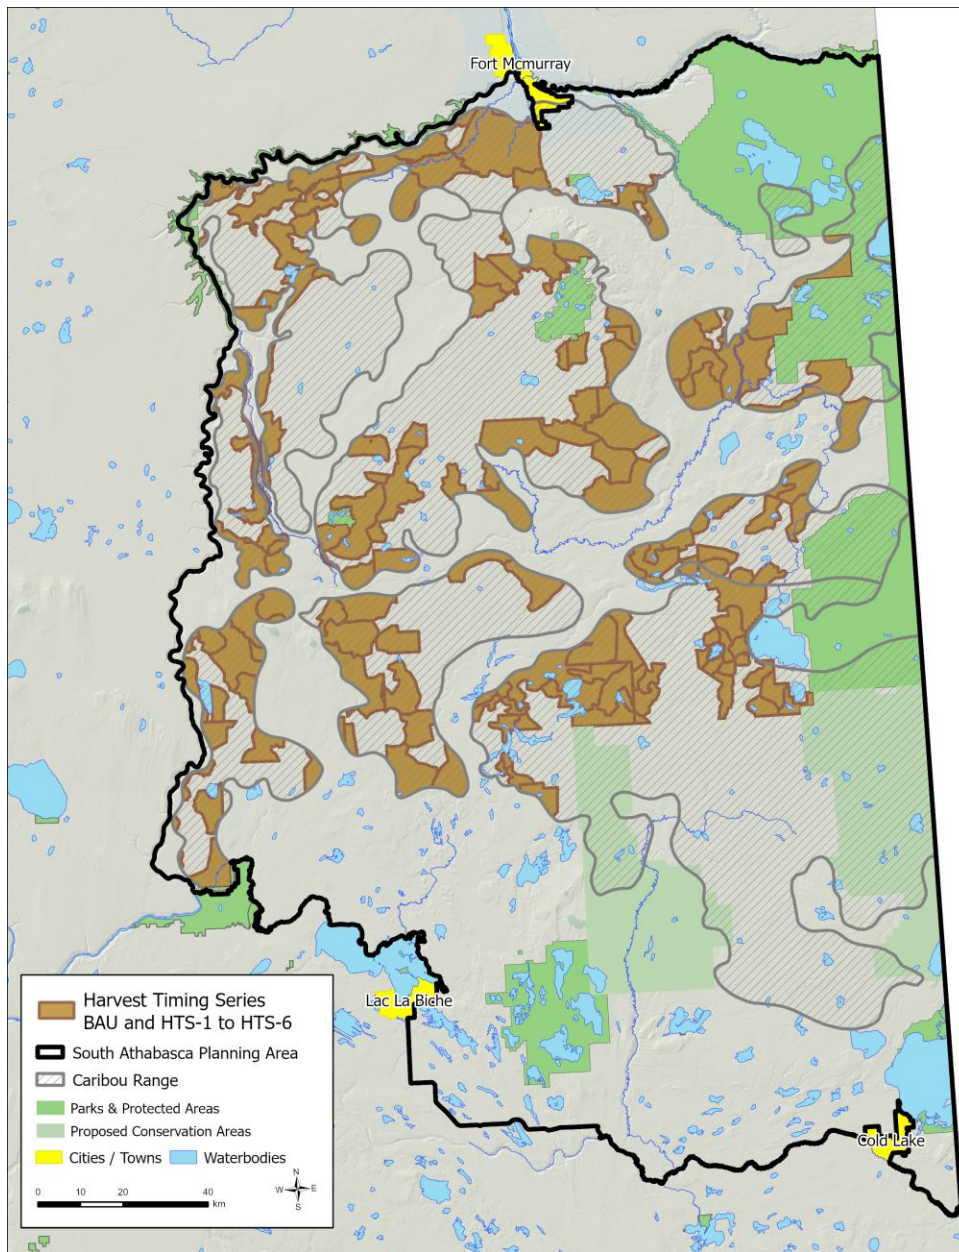 Fort Mcmurray
Lac La Biche
Cold Lake
Harvest Timing Series
BAU and HTS-1 to HTS-6
South Athabasca Planning Area
Caribou Range
Parks & Protected Areas
Proposed Conservation Areas
Cities / Towns Waterbodies
N
W E
S
0 10 20 40
km